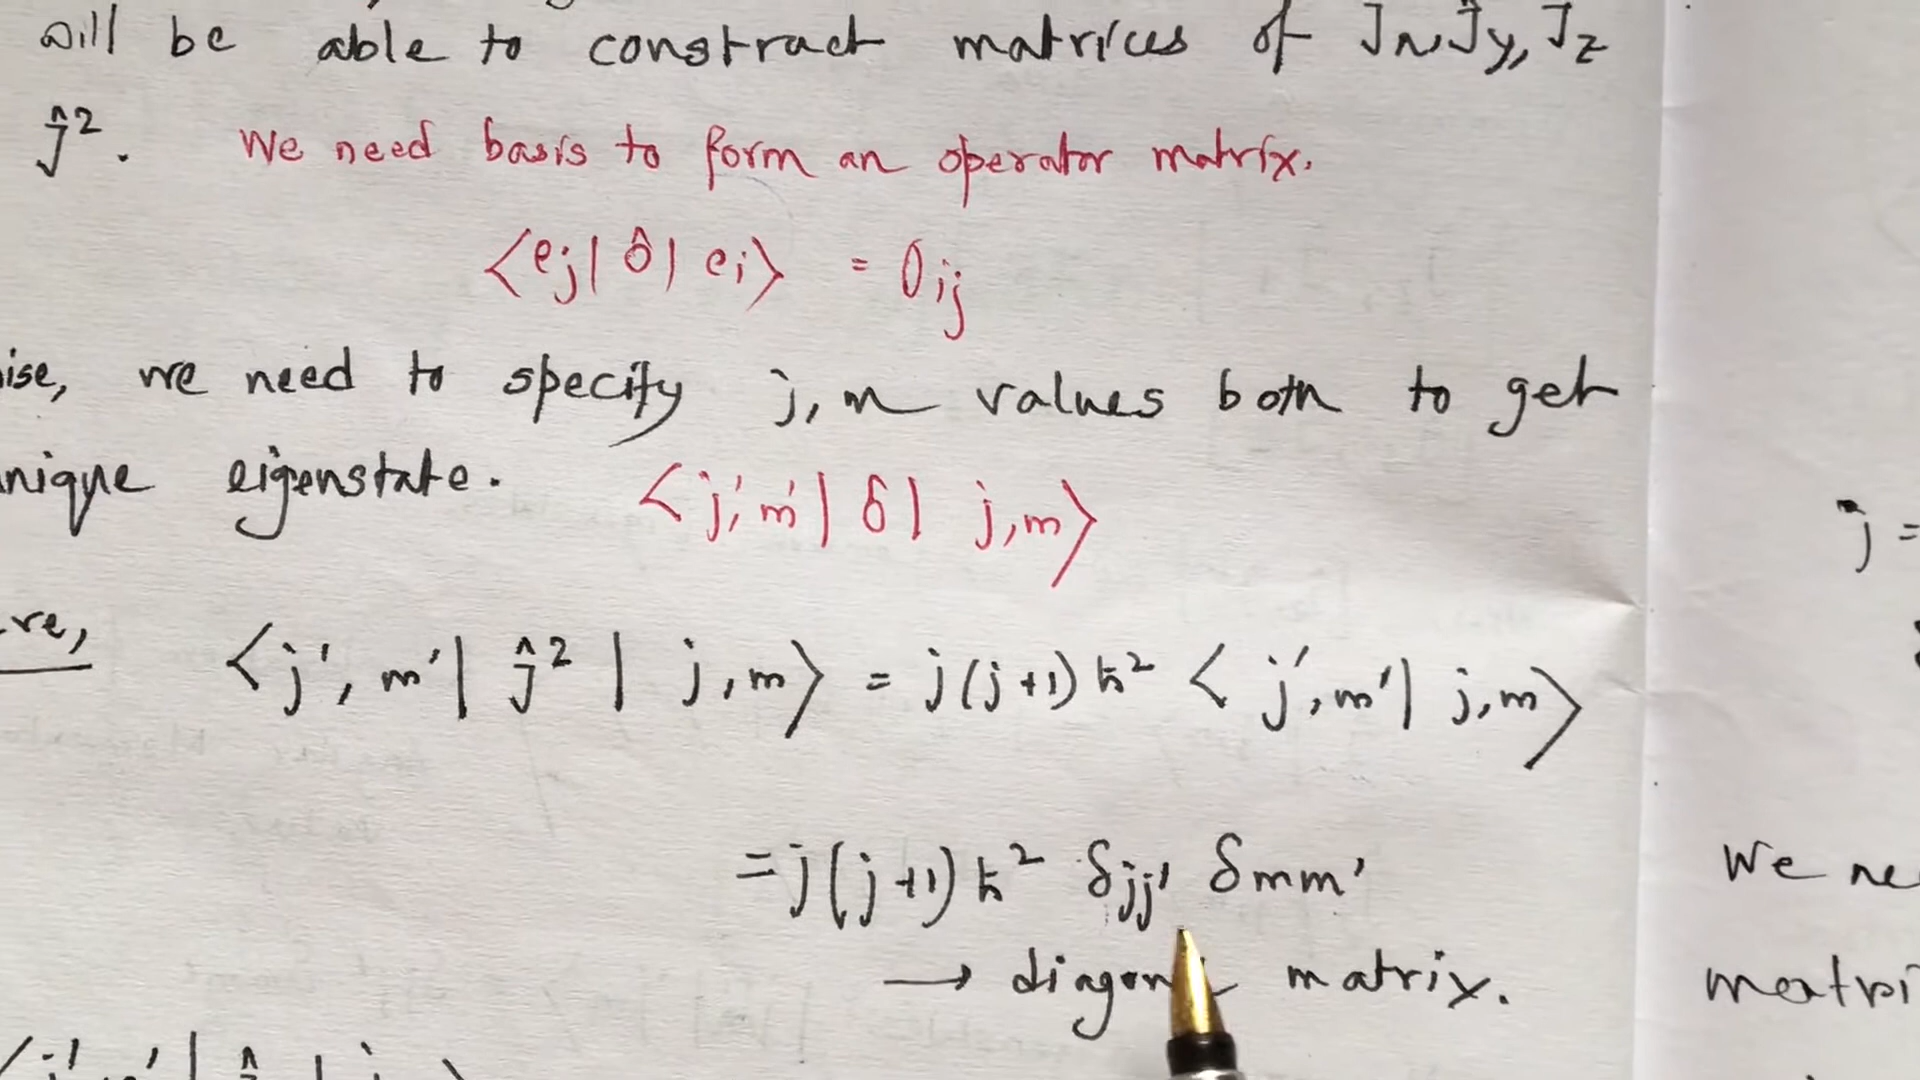 will be able to construct matrices of Jx, Jy, Jz
Ĵ². We need basis to form an operator matrix.
⟨ej| Ô | ei⟩ = Oij
ise, we need to specify j, m values both to get
nique eigenstate. ⟨j', m'| Ô | j, m⟩
j =
re, ⟨j', m'| Ĵ² | j, m⟩ = j(j+1) ħ² ⟨j', m'| j, m⟩
= j(j+1) ħ² δjj' δmm'
We ne
→ diagon matrix.
matri